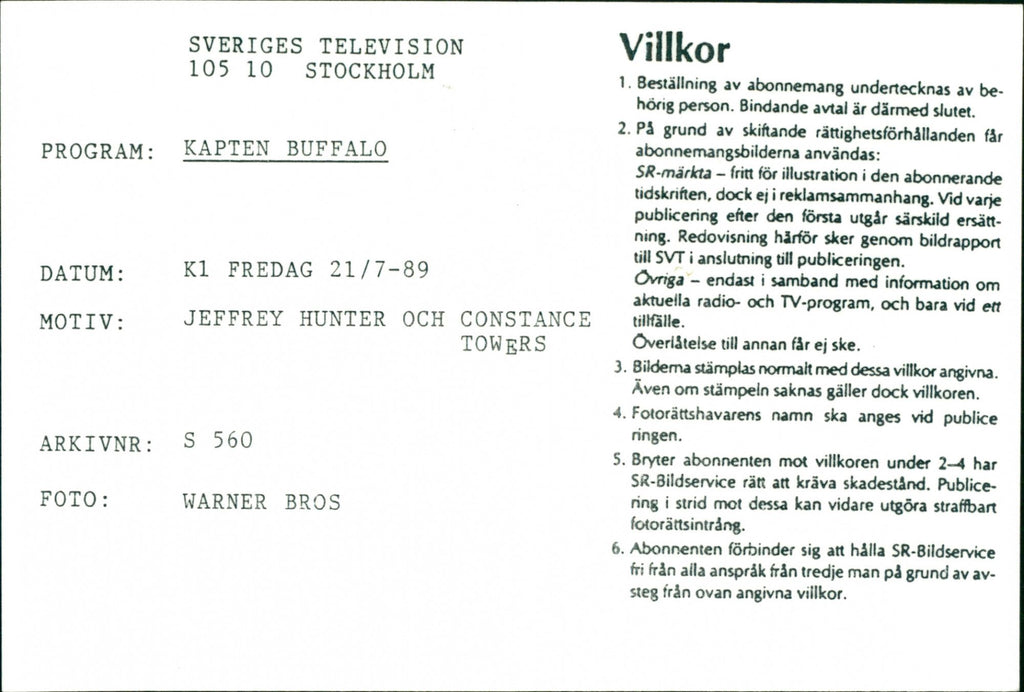 SVERIGES TELEVISION
105 10 STOCKHOLM
PROGRAM: KAPTEN BUFFALO
DATUM: K1 FREDAG 21/7-89
MOTIV: JEFFREY HUNTER OCH CONSTANCE
TOWERS
ARKIVNR: S 560
FOTO: WARNER BROS
Villkor
1. Beställning av abonnemang undertecknas av be-
hörig person. Bindande avtal är därmed slutet.
2. På grund av skiftande rättighetsförhållanden får
abonnemangsbilderna användas:
SR-märkta – fritt för illustration i den abonnerande
tidskriften, dock ej i reklamsammanhang. Vid varje
publicering efter den första utgår särskild ersätt-
ning. Redovisning härför sker genom bildrapport
till SVT i anslutning till publiceringen.
Övriga – endast i samband med information om
aktuella radio- och TV-program, och bara vid ett
tillfälle.
Överlåtelse till annan får ej ske.
3. Bilderna stämplas normalt med dessa villkor angivna.
Även om stämpeln saknas gäller dock villkoren.
4. Fotorättshavarens namn ska anges vid publice
ringen.
5. Bryter abonnenten mot villkoren under 2–4 har
SR-Bildservice rätt att kräva skadestånd. Publice-
ring i strid mot dessa kan vidare utgöra straffbart
fotorättsintrång.
6. Abonnenten förbinder sig att hålla SR-Bildservice
fri från alla anspråk från tredje man på grund av av-
steg från ovan angivna villkor.